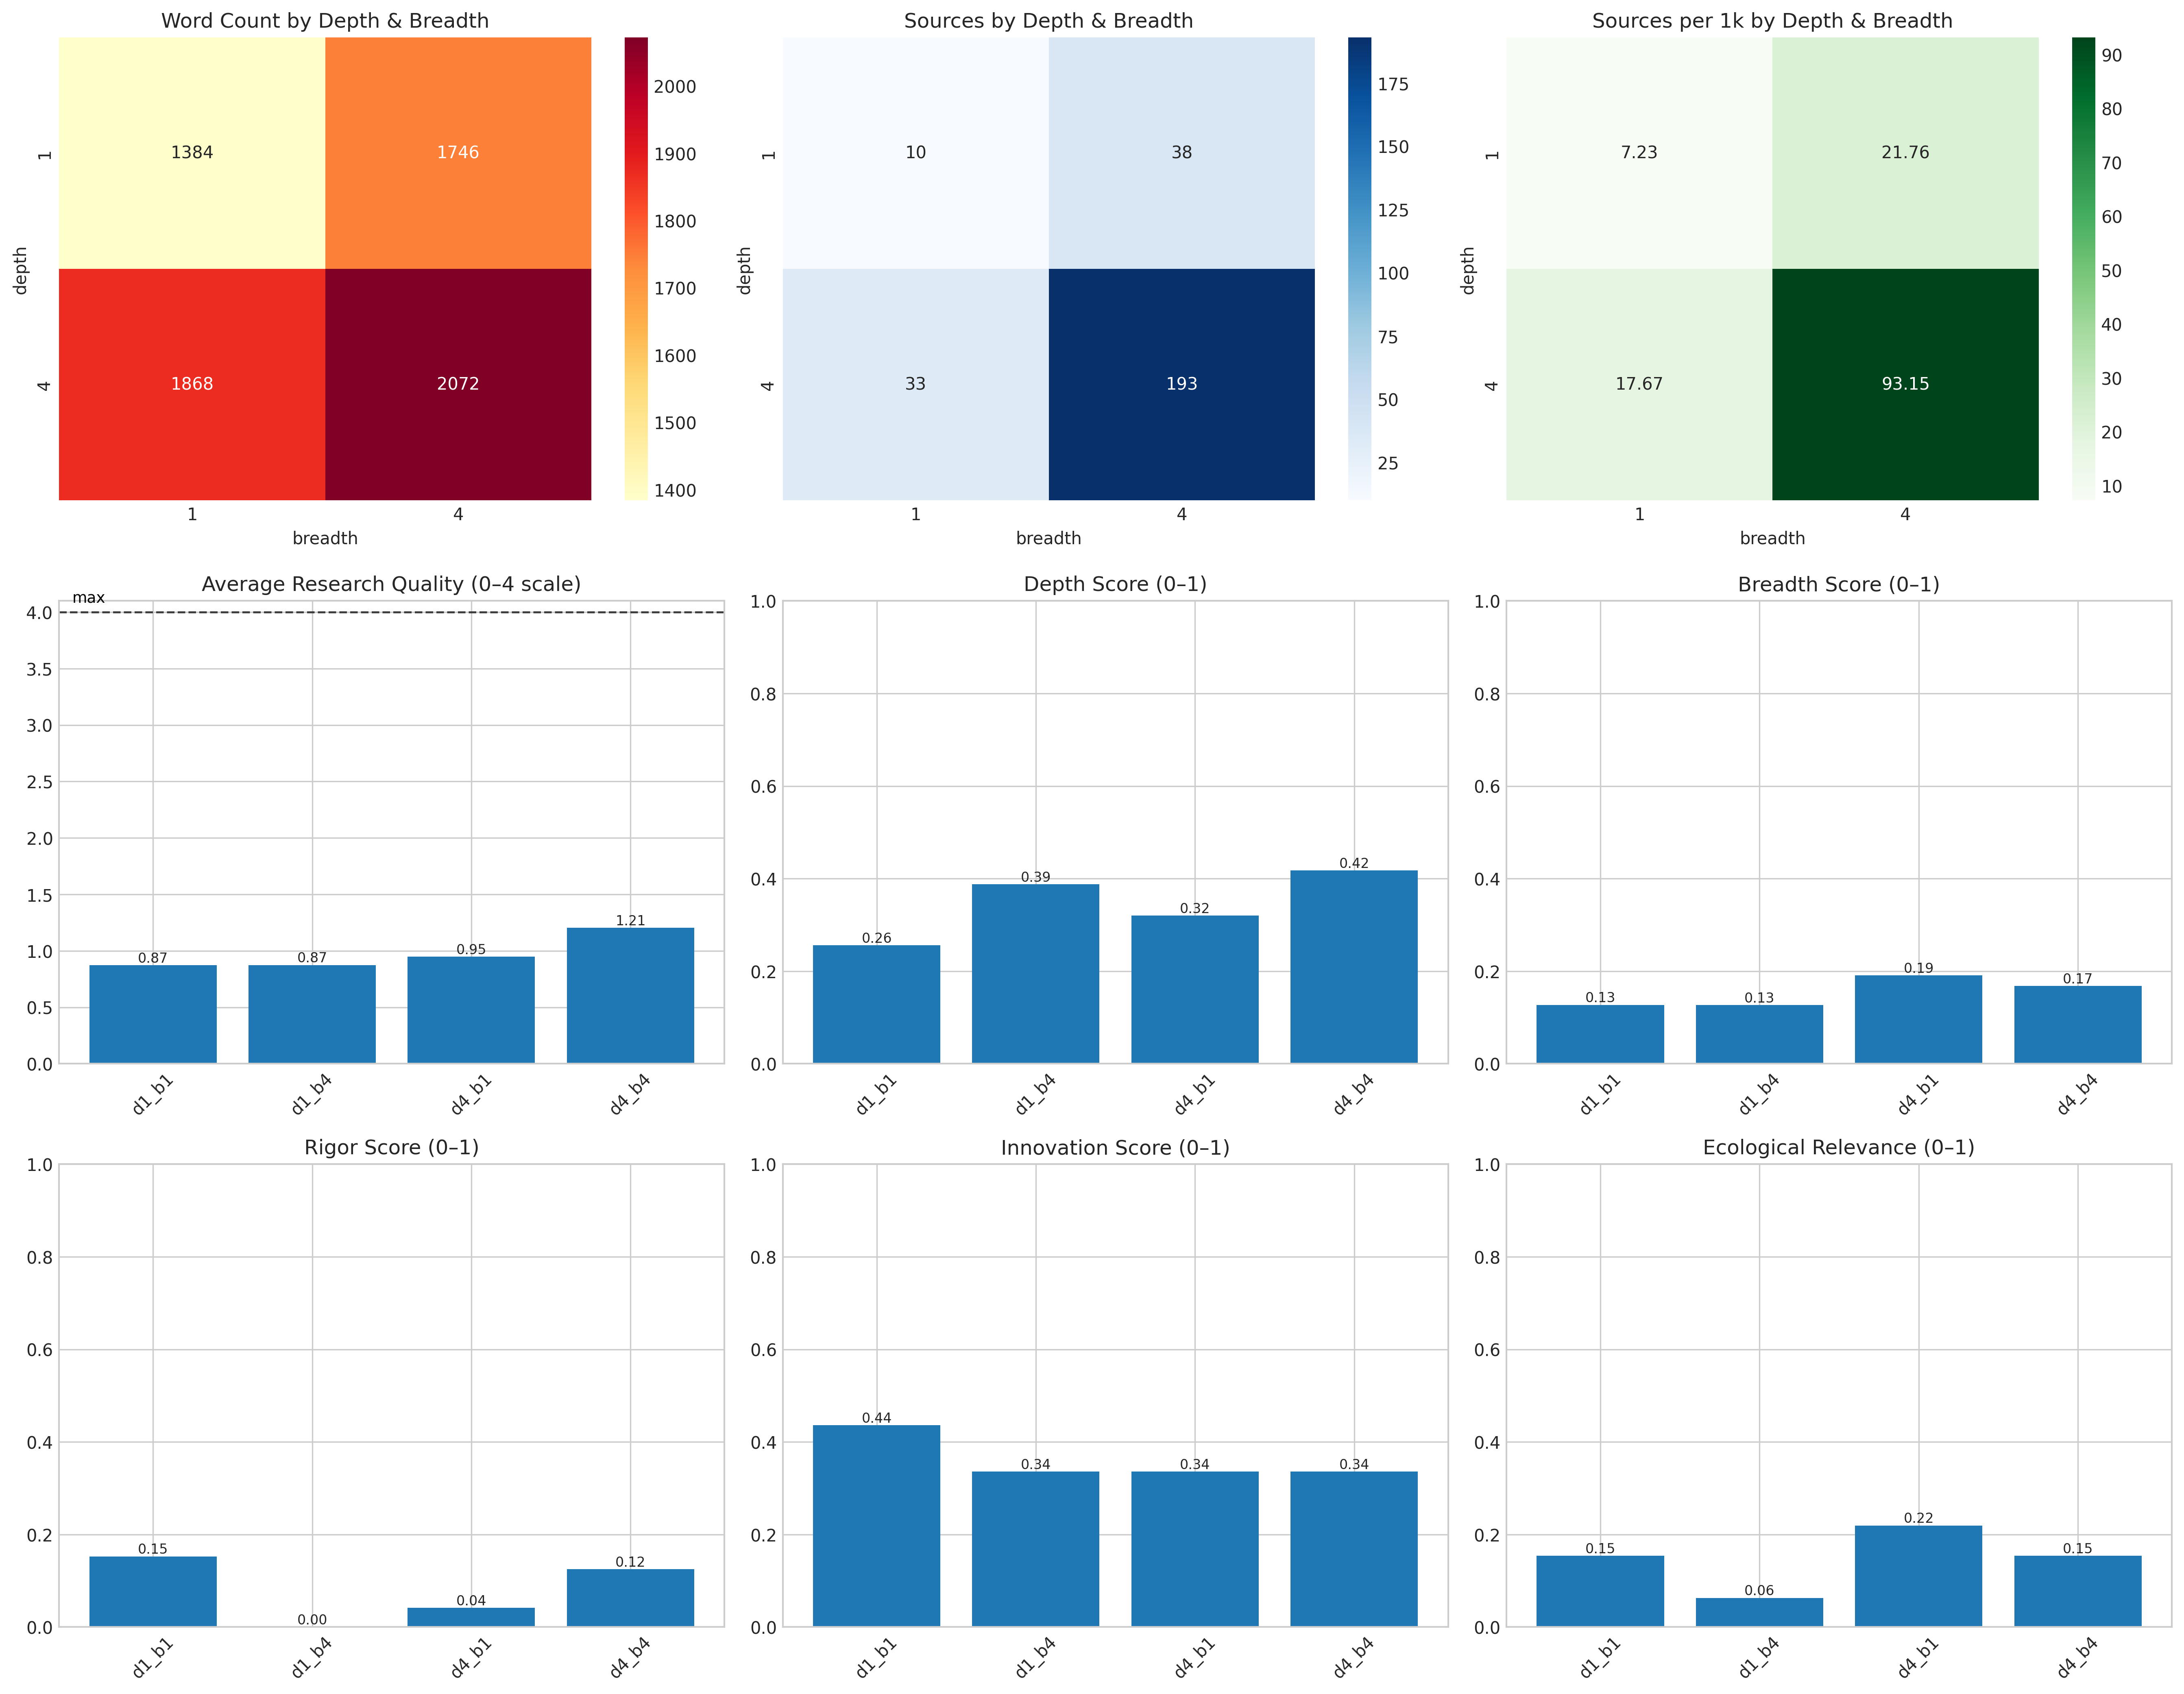 Word Count by Depth & Breadth
1384 1746
1868 2072
1
4
depth
1 4
breadth
2000
1900
1800
1700
1600
1500
1400
Sources by Depth & Breadth
10 38
33 193
1
4
depth
1 4
breadth
175
150
125
100
75
50
25
Sources per 1k by Depth & Breadth
7.23 21.76
17.67 93.15
1
4
depth
1 4
breadth
90
80
70
60
50
40
30
20
10
Average Research Quality (0–4 scale)
max
4.0
3.5
3.0
2.5
2.0
1.5
1.0
0.5
0.0
0.87 0.87 0.95 1.21
d1_b1 d1_b4 d4_b1 d4_b4
Depth Score (0–1)
1.0
0.8
0.6
0.4
0.2
0.0
0.26 0.39 0.32 0.42
d1_b1 d1_b4 d4_b1 d4_b4
Breadth Score (0–1)
1.0
0.8
0.6
0.4
0.2
0.0
0.13 0.13 0.19 0.17
d1_b1 d1_b4 d4_b1 d4_b4
Rigor Score (0–1)
1.0
0.8
0.6
0.4
0.2
0.0
0.15 0.00 0.04 0.12
d1_b1 d1_b4 d4_b1 d4_b4
Innovation Score (0–1)
1.0
0.8
0.6
0.4
0.2
0.0
0.44 0.34 0.34 0.34
d1_b1 d1_b4 d4_b1 d4_b4
Ecological Relevance (0–1)
1.0
0.8
0.6
0.4
0.2
0.0
0.15 0.06 0.22 0.15
d1_b1 d1_b4 d4_b1 d4_b4